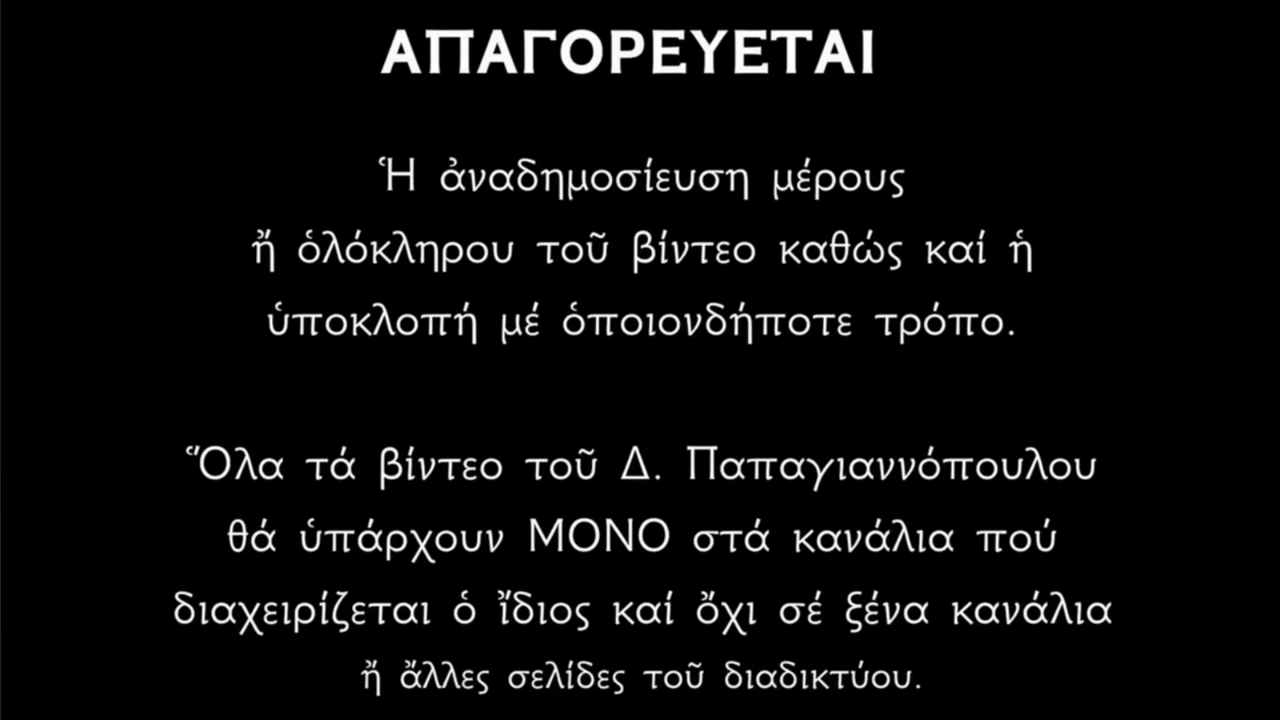 ΑΠΑΓΟΡΕΥΕΤΑΙ
Ἡ ἀναδημοσίευση μέρους
ἤ ὁλόκληρου τοῦ βίντεο καθώς καί ἡ
ὑποκλοπή μέ ὁποιονδήποτε τρόπο.
Ὅλα τά βίντεο τοῦ Δ. Παπαγιαννόπουλου
θά ὑπάρχουν ΜΟΝΟ στά κανάλια πού
διαχειρίζεται ὁ ἴδιος καί ὄχι σέ ξένα κανάλια
ἤ ἄλλες σελίδες τοῦ διαδικτύου.